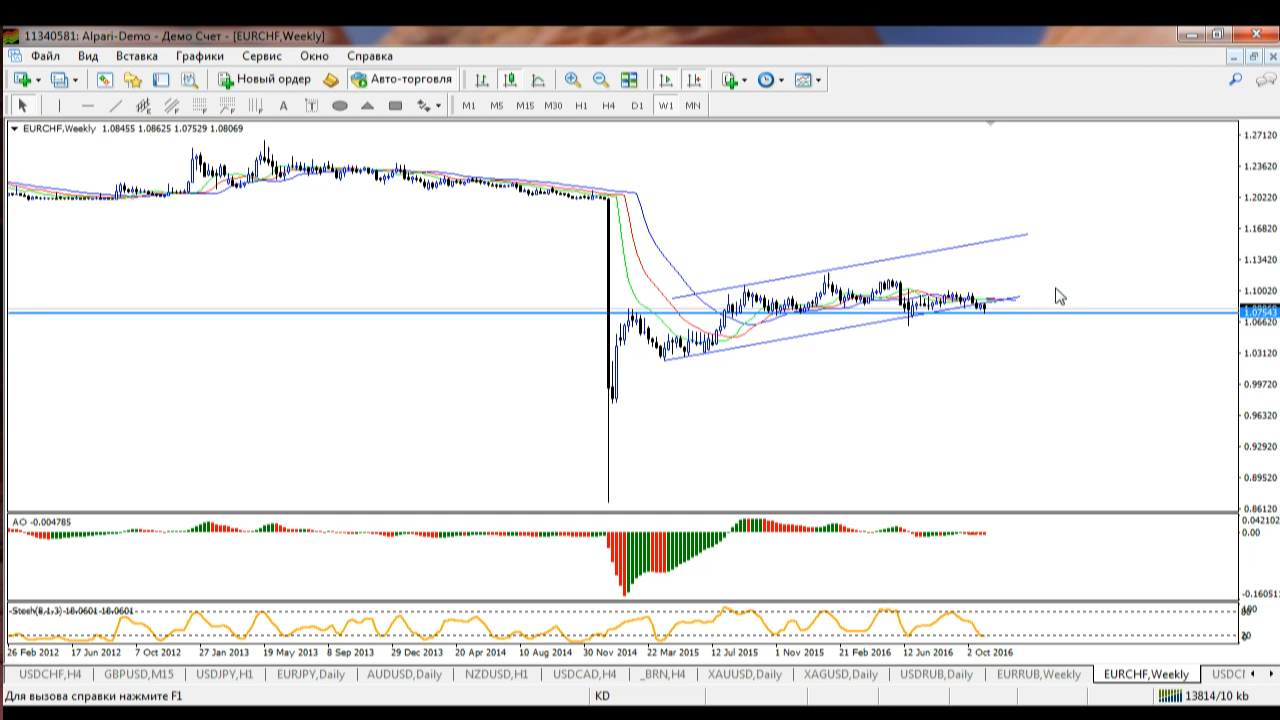 11340581: Alpari-Demo - Демо Счет - [EURCHF,Weekly]
Файл Вид Вставка Графики Сервис Окно Справка
Новый ордер Авто-торговля
A T M1 M5 M15 M30 H1 H4 D1 W1 MN
EURCHF,Weekly 1.08455 1.08625 1.07529 1.08069
1.27120
1.23620
1.20220
1.16820
1.13420
1.10020
1.07543
1.06620
1.03120
0.99720
0.96320
0.92920
0.89520
0.86120
AO -0.004785
0.042102
0.00
-0.160511
Stoch(8,1,3) 18.0601 18.0601
100
20
26 Feb 2012 17 Jun 2012 7 Oct 2012 27 Jan 2013 19 May 2013 8 Sep 2013 29 Dec 2013 20 Apr 2014 10 Aug 2014 30 Nov 2014 22 Mar 2015 12 Jul 2015 1 Nov 2015 21 Feb 2016 12 Jun 2016 2 Oct 2016
USDCHF,H4 GBPUSD,M15 USDJPY,H1 EURJPY,Daily AUDUSD,Daily NZDUSD,H1 USDCAD,H4 _BRN,H4 XAUUSD,Daily XAGUSD,Daily USDRUB,Daily EURRUB,Weekly EURCHF,Weekly
Для вызова справки нажмите F1 KD 13814/10 kb